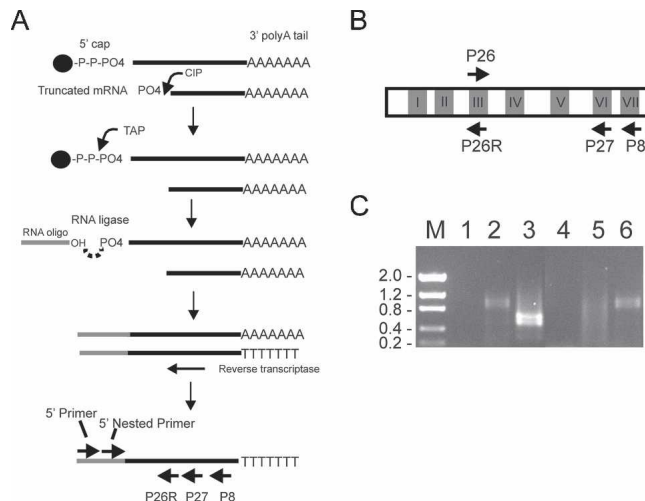 A
5' cap
3' polyA tail
-P-P-PO4
AAAAAAA
CIP
Truncated mRNA
PO4
AAAAAAA
TAP
-P-P-PO4
AAAAAAA
AAAAAAA
RNA ligase
RNA oligo
OH
PO4
AAAAAAA
AAAAAAA
AAAAAAA
TTTTTTT
Reverse transcriptase
5' Primer
5' Nested Primer
TTTTTTT
P26R P27 P8
B
P26
I II III IV V VI VII
P26R P27 P8
C
M 1 2 3 4 5 6
2.0 -
1.2 -
0.8 -
0.4 -
0.2 -